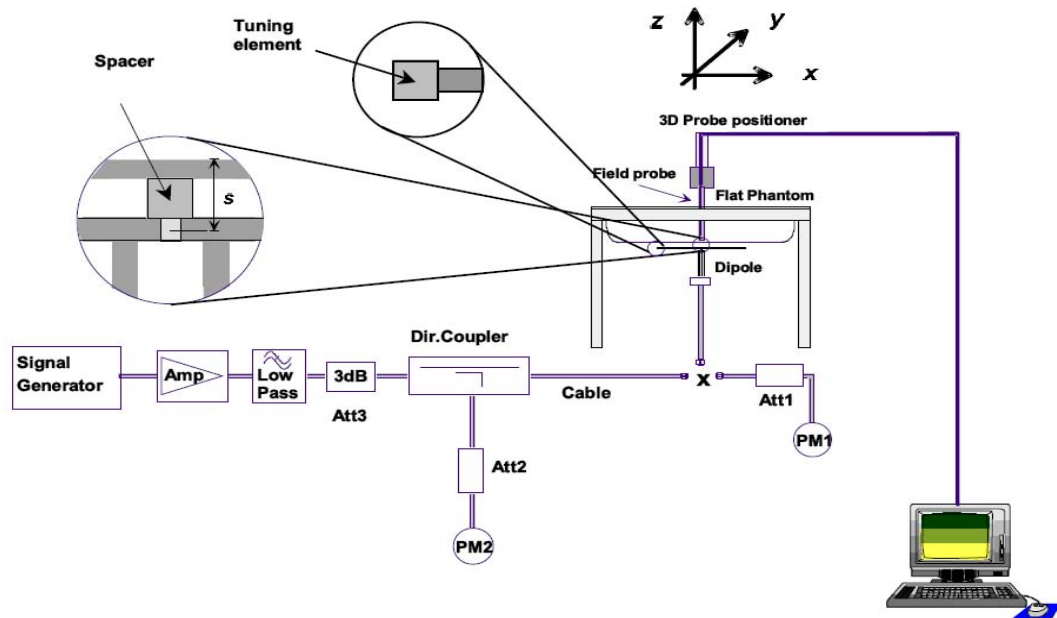 Tuning
element
Spacer
z
y
x
3D Probe positioner
Field probe
Flat Phantom
s
Dipole
Dir.Coupler
Signal
Generator
Amp
Low
Pass
3dB
Att3
Cable
x
Att1
PM1
Att2
PM2